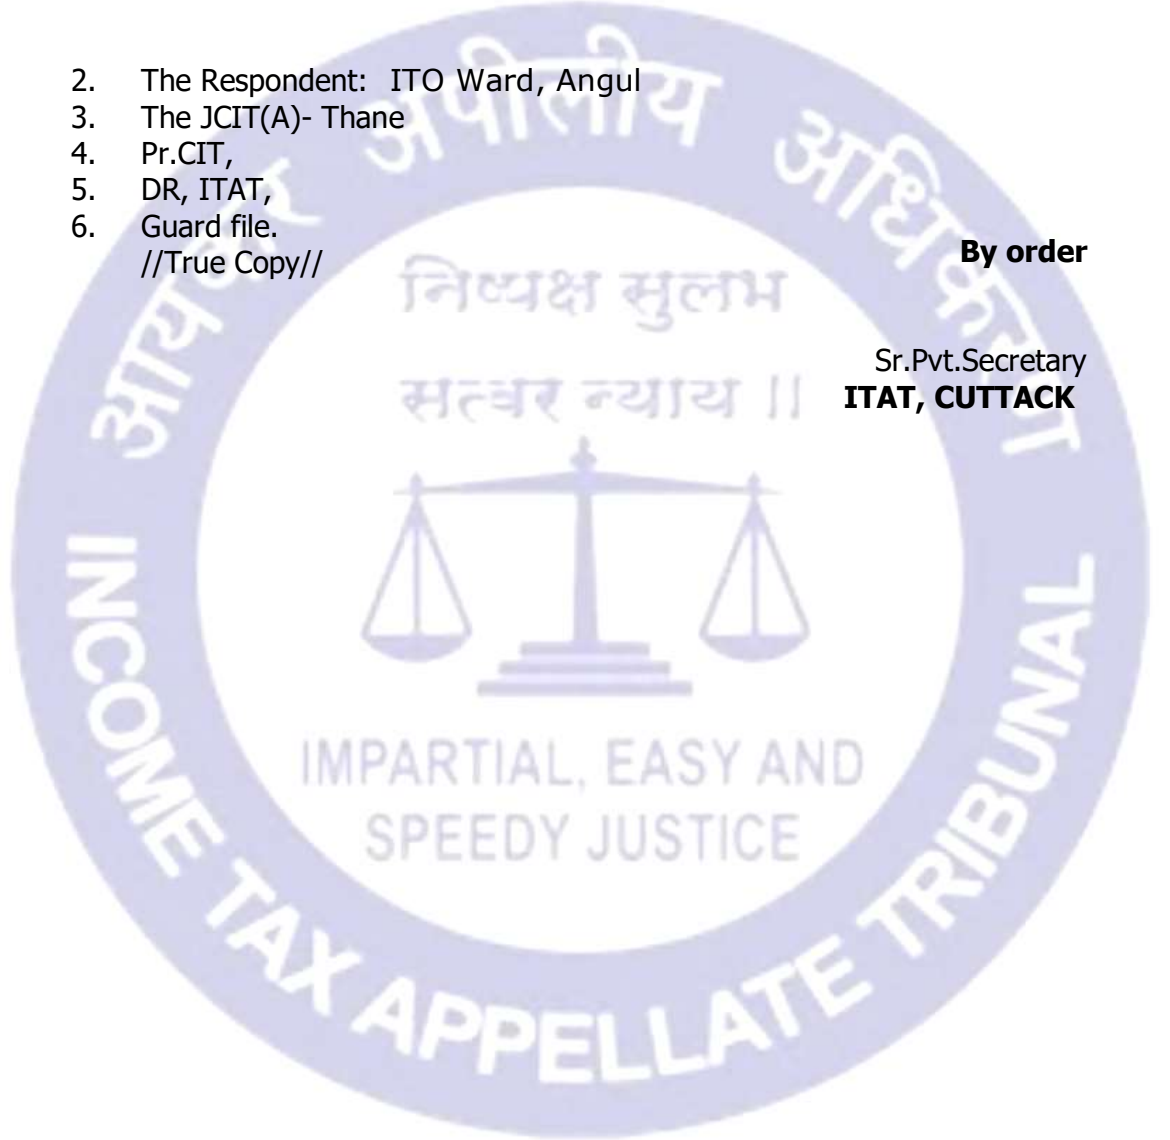 2. The Respondent: ITO Ward, Angul
3. The JCIT(A)- Thane
4. Pr.CIT,
5. DR, ITAT,
6. Guard file.
//True Copy//
By order
Sr.Pvt.Secretary
ITAT, CUTTACK
आयकर अपीलीय अधिकरण
निष्पक्ष सुलभ
सत्वर न्याय ||
IMPARTIAL, EASY AND
SPEEDY JUSTICE
INCOME TAX APPELLATE TRIBUNAL